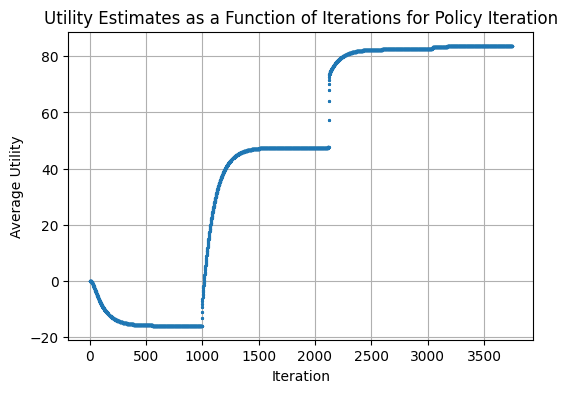 Utility Estimates as a Function of Iterations for Policy Iteration
80
60
40
20
0
−20
Average Utility
0 500 1000 1500 2000 2500 3000 3500
Iteration